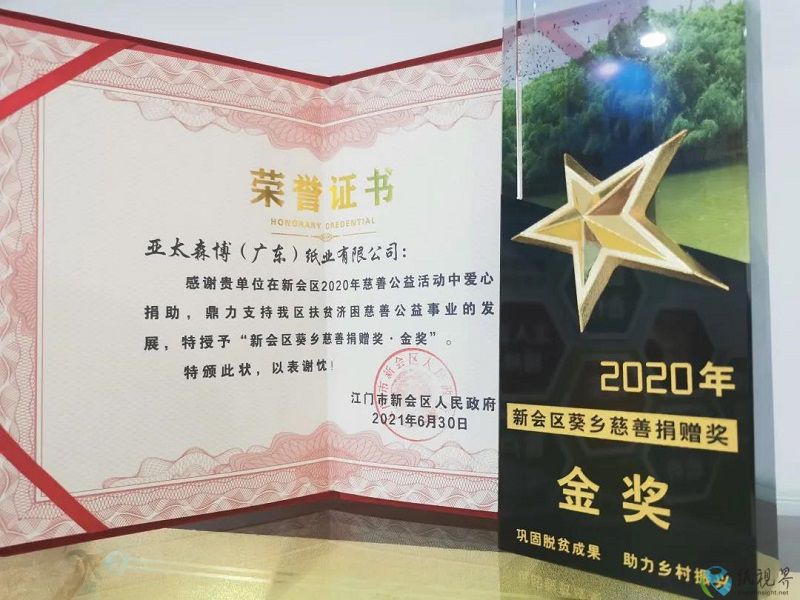 荣誉证书
HONORARY CREDENTIAL
亚太森博（广东）纸业有限公司：
感谢贵单位在新会区2020年慈善公益活动中爱心
捐助，鼎力支持我区扶贫济困慈善公益事业的发
展，特授予“新会区葵乡慈善捐赠奖·金奖”。
特颁此状，以表谢忱！
江门市新会区人民政府
2021年6月30日
2020年
新会区葵乡慈善捐赠奖
金奖
巩固脱贫成果 助力乡村振兴
纸视界